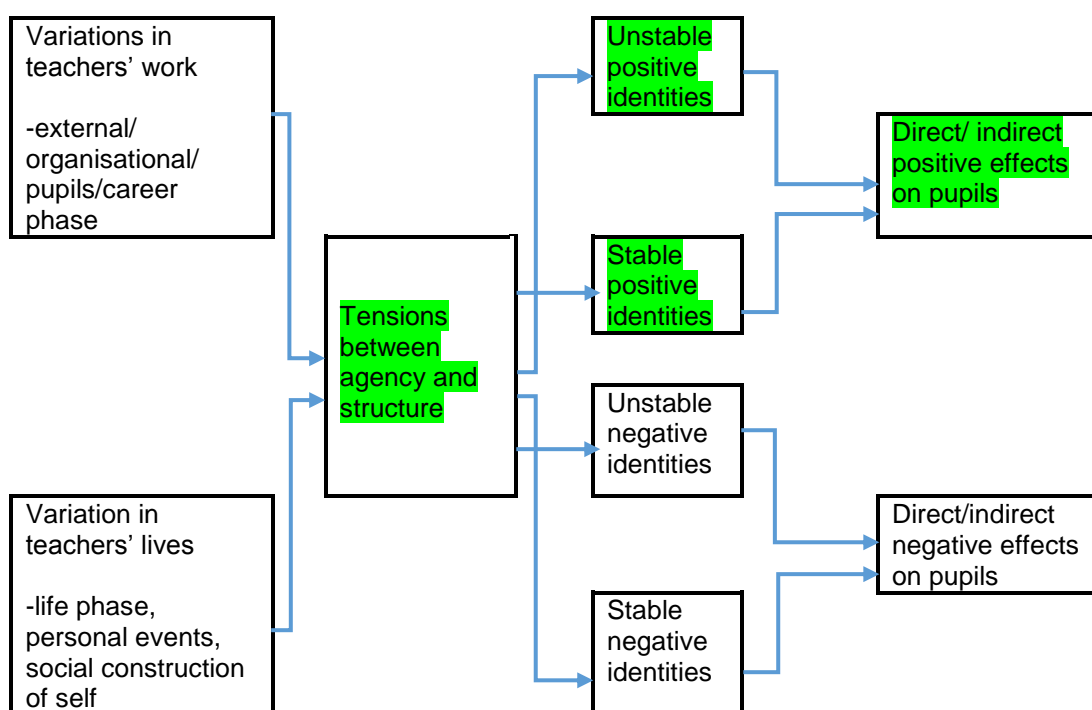 Variations in
teachers’ work
-external/
organisational/
pupils/career
phase
Variation in
teachers’ lives
-life phase,
personal events,
social construction
of self
Tensions
between
agency and
structure
Unstable
positive
identities
Stable
positive
identities
Unstable
negative
identities
Stable
negative
identities
Direct/ indirect
positive effects
on pupils
Direct/indirect
negative effects
on pupils